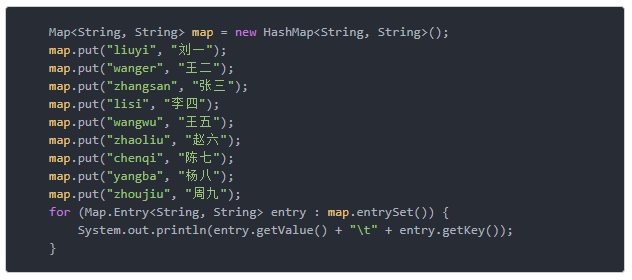 Map<String, String> map = new HashMap<String, String>();
map.put("liuyi", "刘一");
map.put("wanger", "王二");
map.put("zhangsan", "张三");
map.put("lisi", "李四");
map.put("wangwu", "王五");
map.put("zhaoliu", "赵六");
map.put("chenqi", "陈七");
map.put("yangba", "杨八");
map.put("zhoujiu", "周九");
for (Map.Entry<String, String> entry : map.entrySet()) {
    System.out.println(entry.getValue() + "\t" + entry.getKey());
}